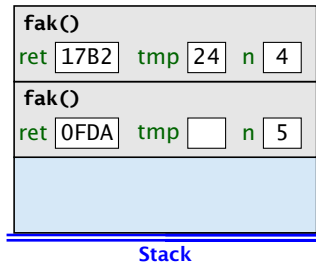 fak()
ret 17B2 tmp 24 n 4
fak()
ret 0FDA tmp n 5
Stack